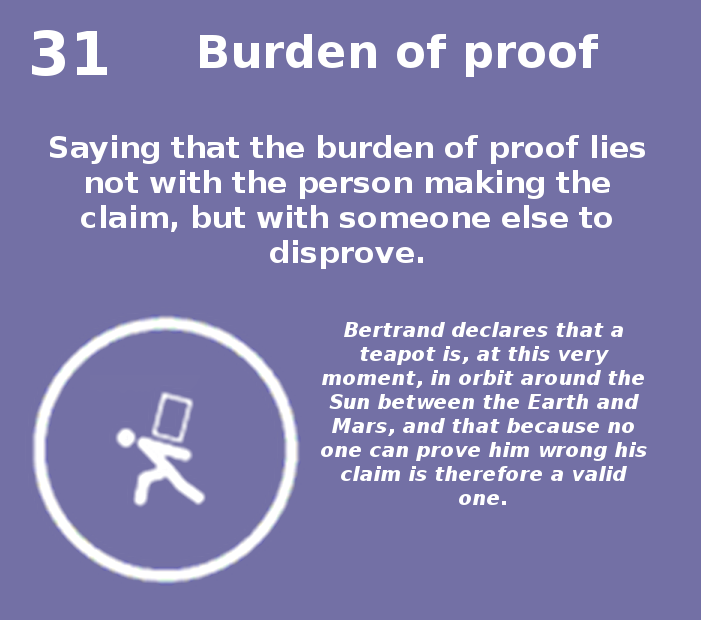 31 Burden of proof
Saying that the burden of proof lies
not with the person making the
claim, but with someone else to
disprove.
Bertrand declares that a
teapot is, at this very
moment, in orbit around the
Sun between the Earth and
Mars, and that because no
one can prove him wrong his
claim is therefore a valid
one.